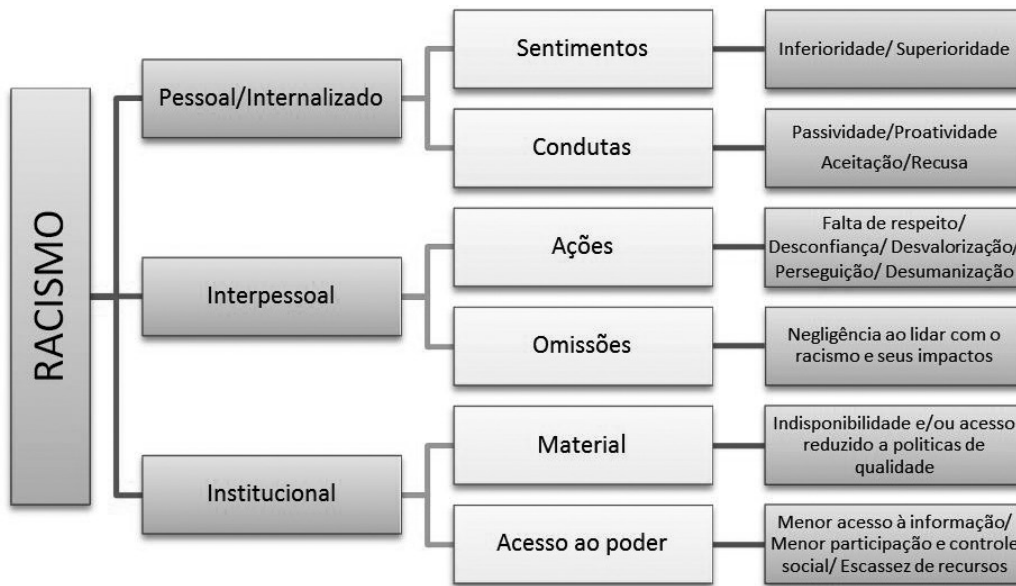 RACISMO
Pessoal/Internalizado
Sentimentos
Inferioridade/ Superioridade
Condutas
Passividade/Proatividade
Aceitação/Recusa
Interpessoal
Ações
Falta de respeito/
Desconfiança/ Desvalorização/
Perseguição/ Desumanização
Omissões
Negligência ao lidar com o
racismo e seus impactos
Institucional
Material
Indisponibilidade e/ou acesso
reduzido a politicas de
qualidade
Acesso ao poder
Menor acesso à informação/
Menor participação e controle
social/ Escassez de recursos